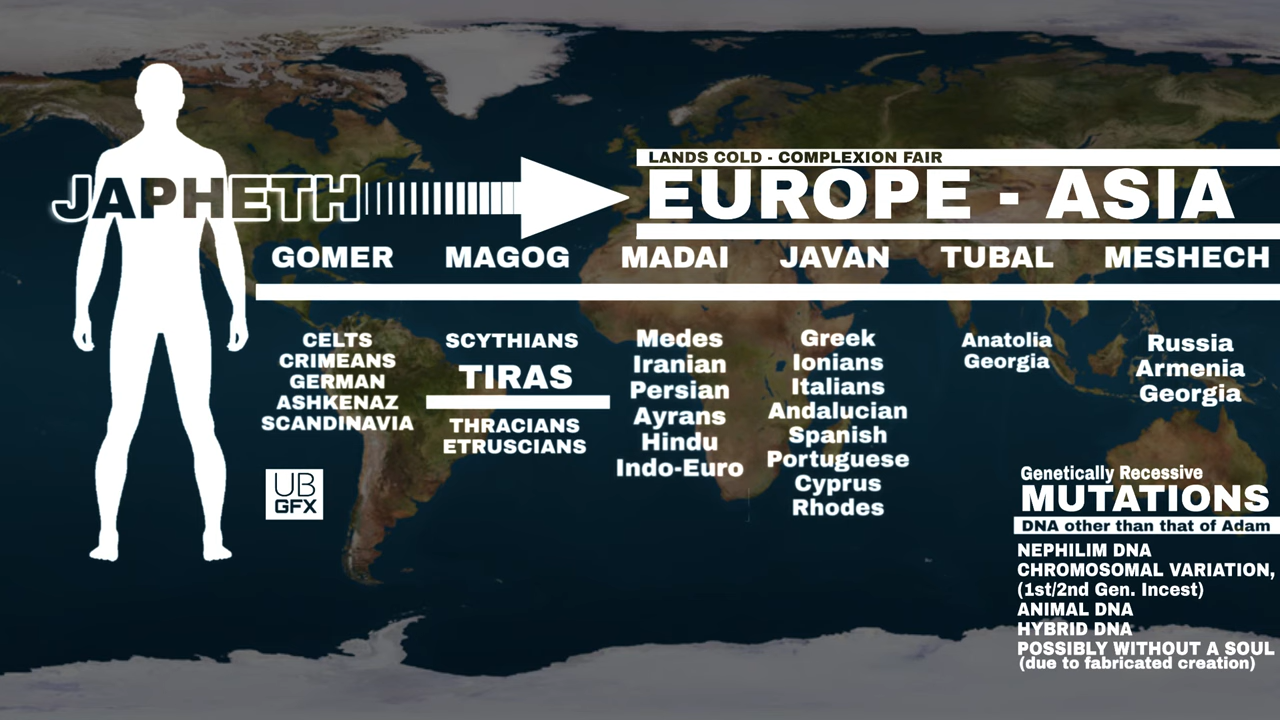 JAPHETH
LANDS COLD - COMPLEXION FAIR
EUROPE - ASIA
GOMER
MAGOG
MADAI
JAVAN
TUBAL
MESHECH
CELTS
CRIMEANS
GERMAN
ASHKENAZ
SCANDINAVIA
SCYTHIANS
TIRAS
THRACIANS
ETRUSCIANS
Medes
Iranian
Persian
Ayrans
Hindu
Indo-Euro
Greek
Ionians
Italians
Andalucian
Spanish
Portuguese
Cyprus
Rhodes
Anatolia
Georgia
Russia
Armenia
Georgia
UB
GFX
Genetically Recessive
MUTATIONS
DNA other than that of Adam
NEPHILIM DNA
CHROMOSOMAL VARIATION,
(1st/2nd Gen. Incest)
ANIMAL DNA
HYBRID DNA
POSSIBLY WITHOUT A SOUL
(due to fabricated creation)